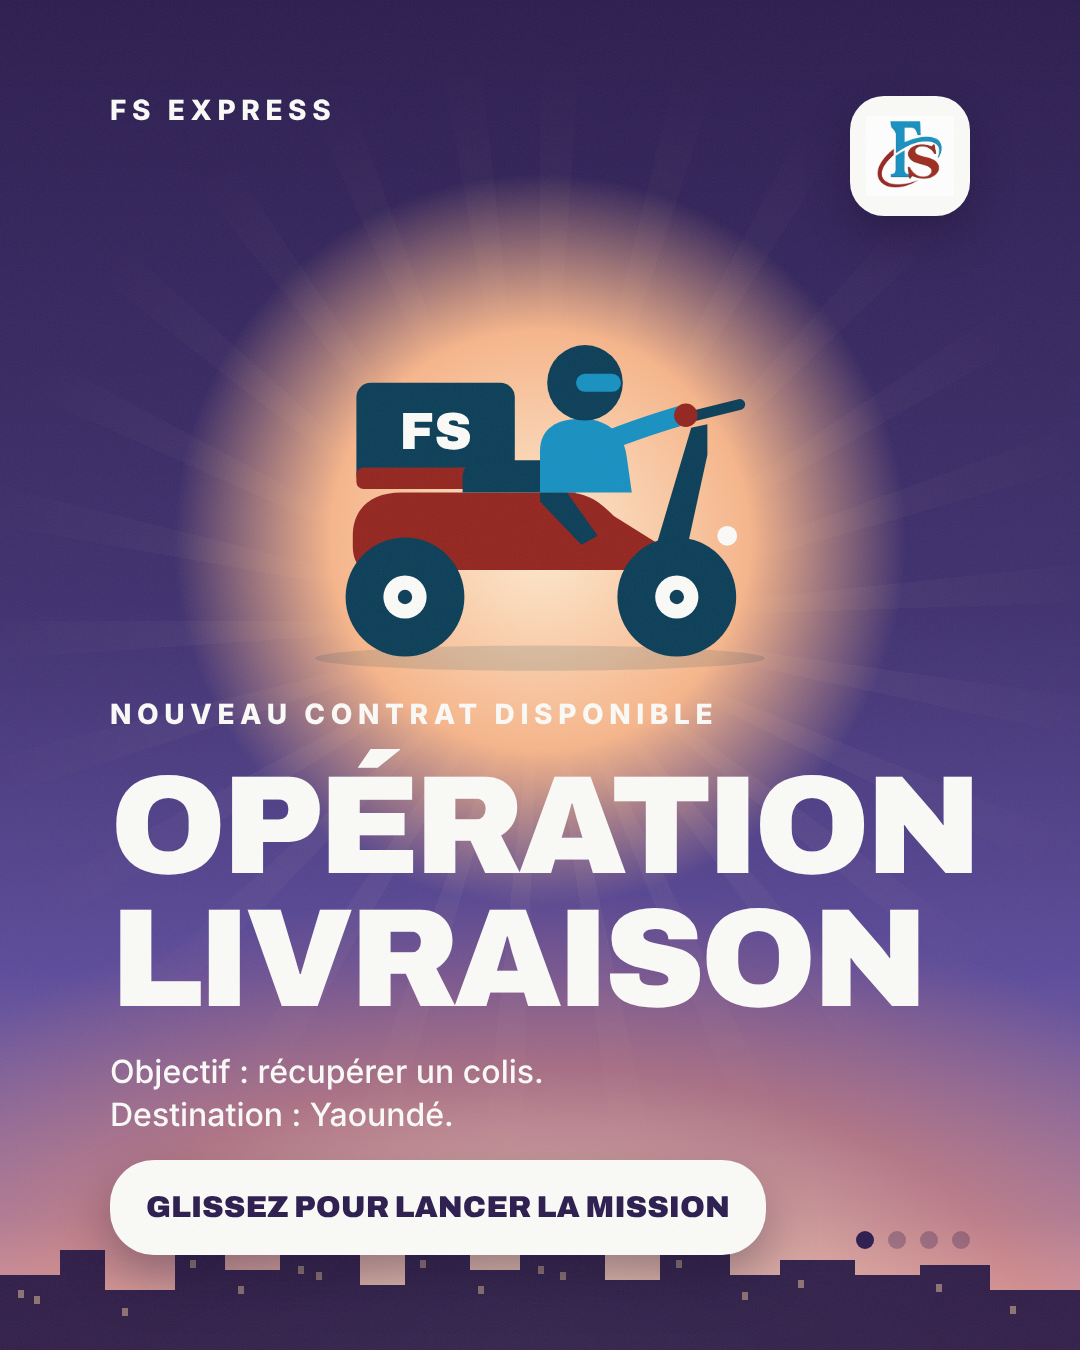 FS EXPRESS
FS
FS
NOUVEAU CONTRAT DISPONIBLE
OPÉRATION
LIVRAISON
Objectif : récupérer un colis.
Destination : Yaoundé.
GLISSEZ POUR LANCER LA MISSION